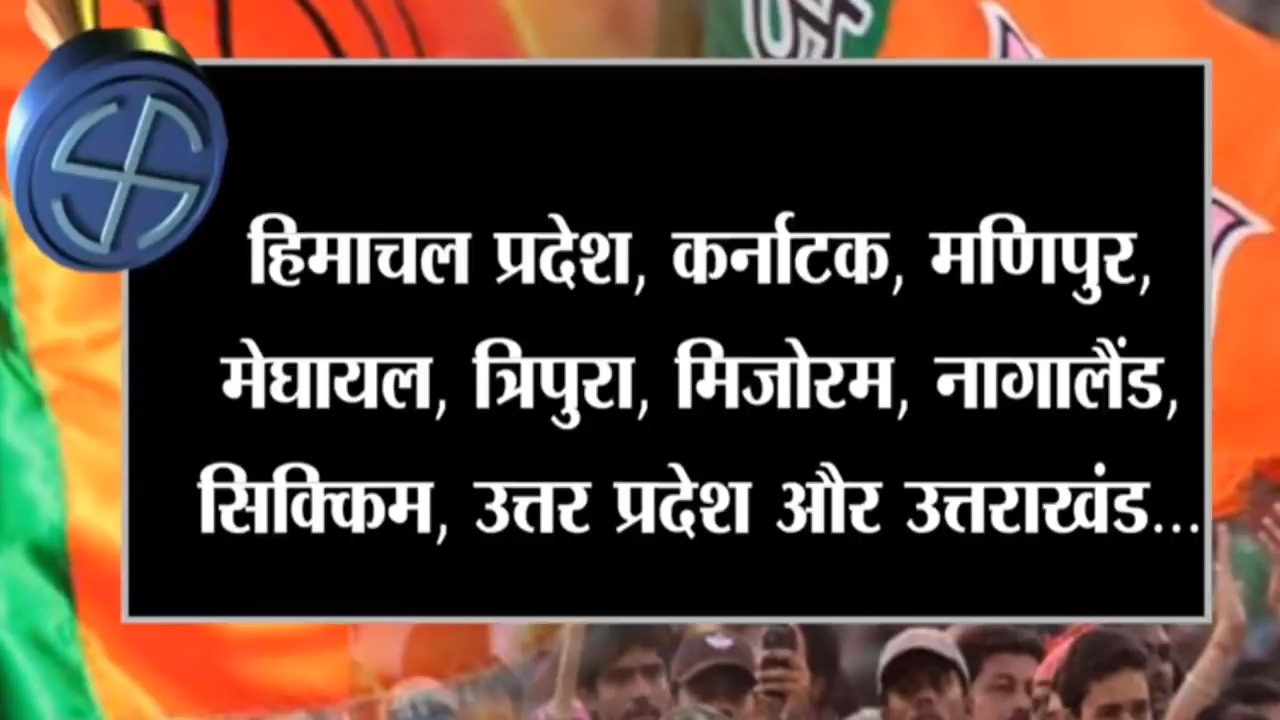 हिमाचल प्रदेश, कर्नाटक, मणिपुर,
मेघायल, त्रिपुरा, मिजोरम, नागालैंड,
सिक्किम, उत्तर प्रदेश और उत्तराखंड...